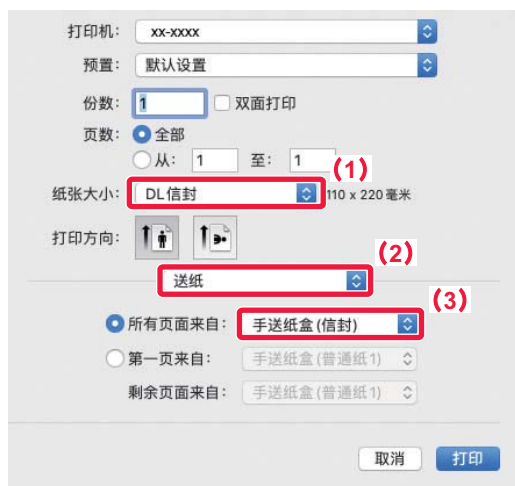 打印机: xx-xxxx
预置: 默认设置
份数: 1 双面打印
页数: 全部
从: 1 至: 1
(1)
纸张大小: DL信封 110 x 220 毫米
打印方向:
(2)
送纸
(3)
所有页面来自: 手送纸盒(信封)
第一页来自: 手送纸盒(普通纸1)
剩余页面来自: 手送纸盒(普通纸1)
取消 打印